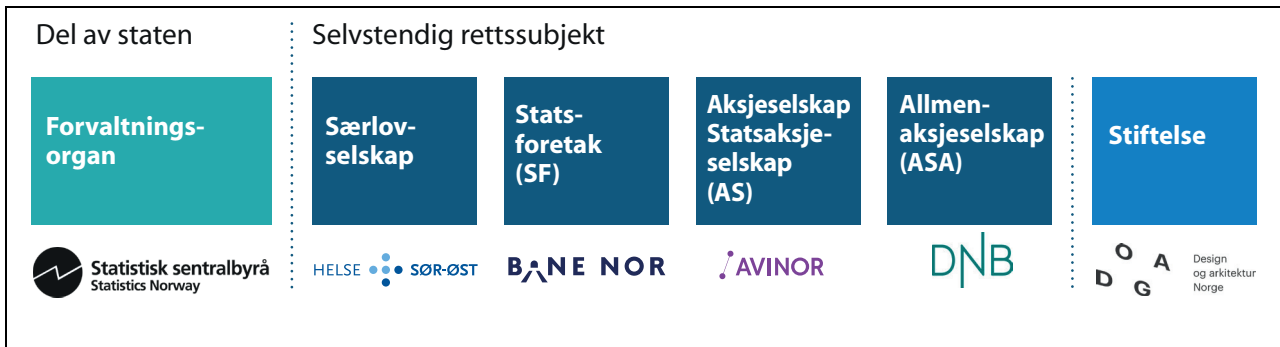 Del av staten
Selvstendig rettssubjekt
Forvaltnings-
organ
Særlov-
selskap
Stats-
foretak
(SF)
Aksjeselskap
Statsaksje-
selskap
(AS)
Allmen-
aksjeselskap
(ASA)
Stiftelse
Statistisk sentralbyrå
Statistics Norway
HELSE SØR-ØST
BANE NOR
AVINOR
DNB
DOGA
Design
og arkitektur
Norge